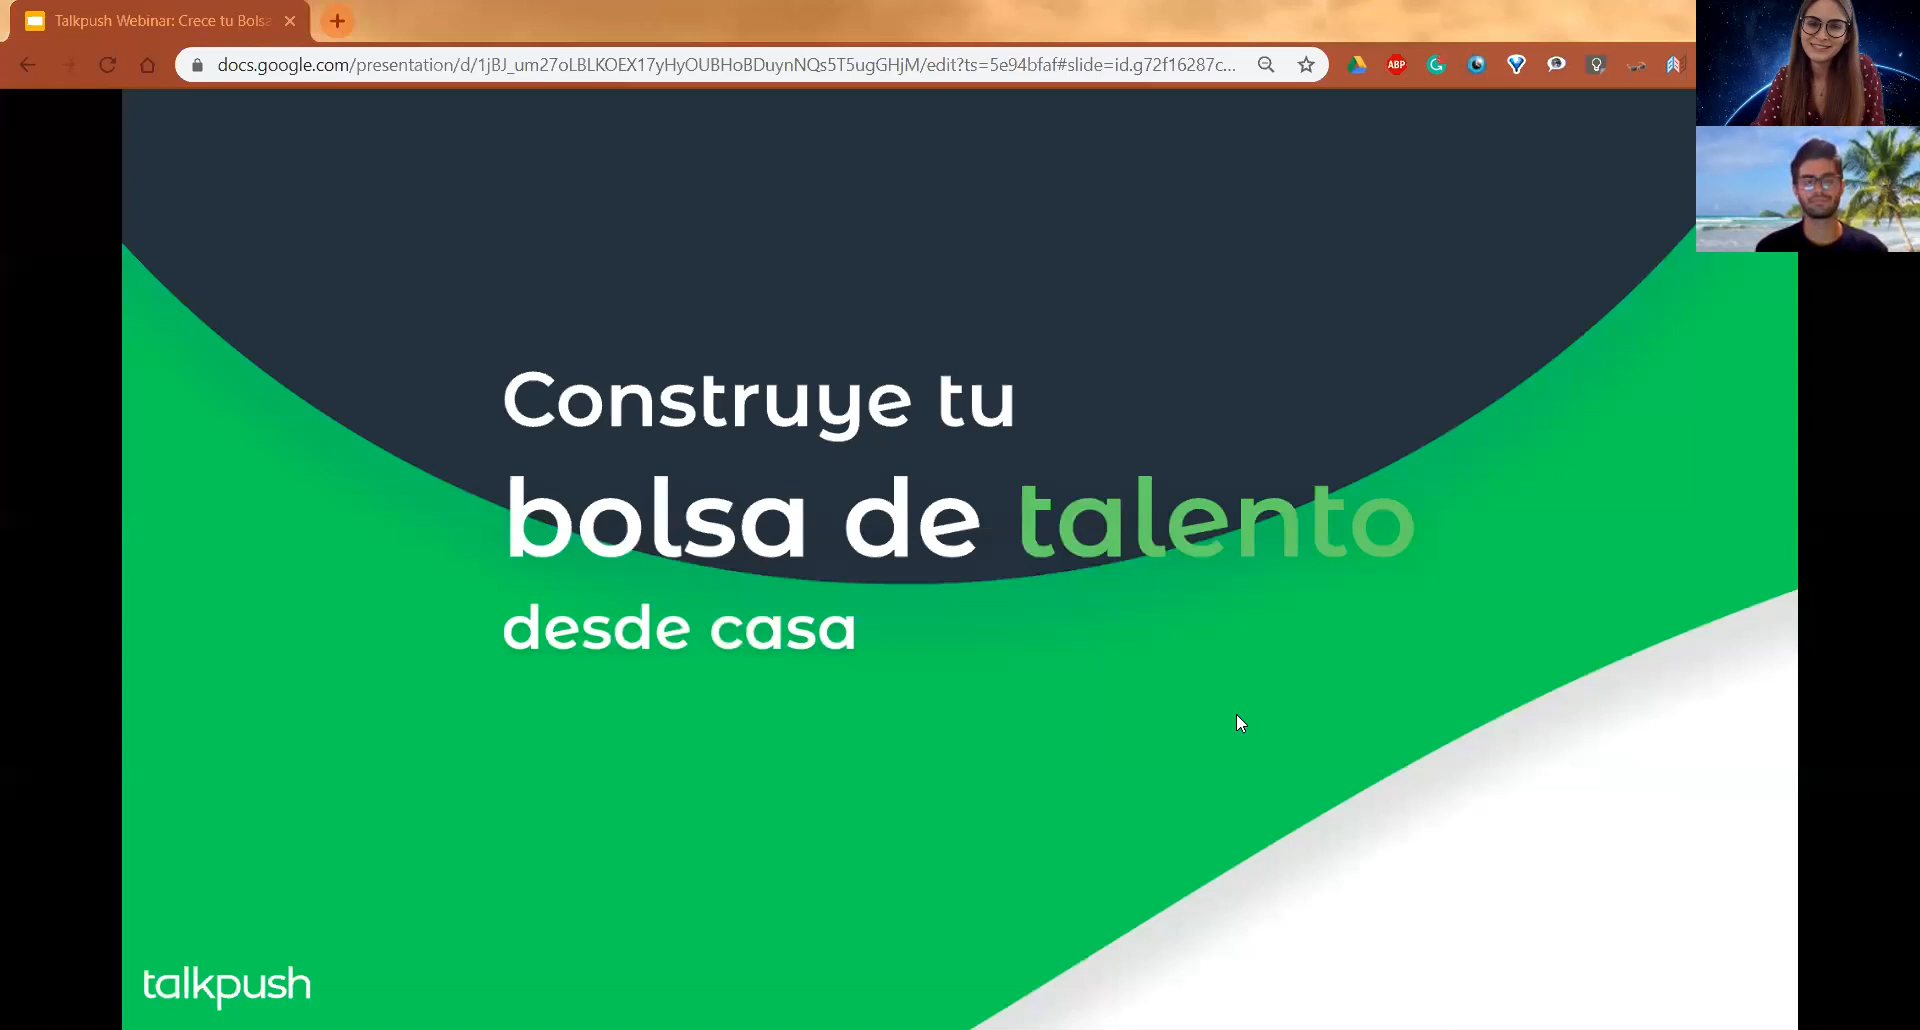 Talkpush Webinar: Crece tu Bolsa
docs.google.com/presentation/d/1jBJ_um27oLBLKOEX17yHyOUBHoBDuynNQs5T5ugGHjM/edit?ts=5e94bfaf#slide=id.g72f16287c...
ABP
Construye tu
bolsa de talento
desde casa
talkpush